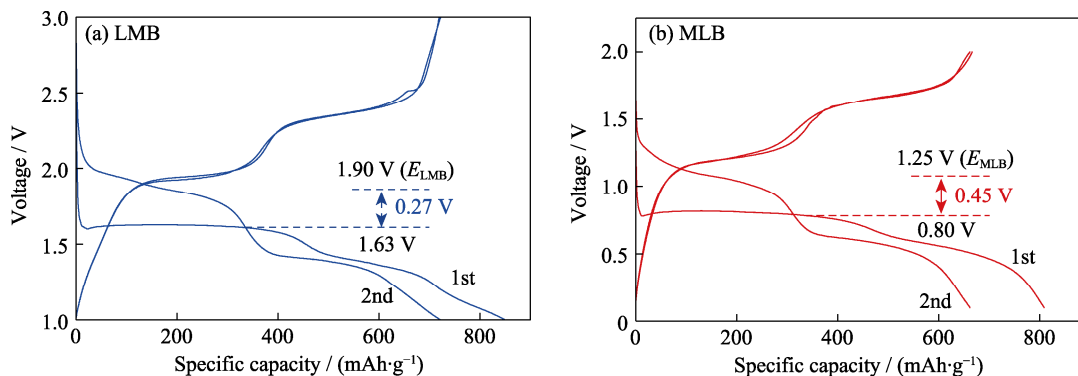 (a) LMB
3.0
2.5
2.0
1.5
1.0
Voltage / V
1.90 V (E_LMB)
0.27 V
1.63 V
1st
2nd
0 200 400 600 800
Specific capacity / (mAh·g⁻¹)
(b) MLB
2.0
1.5
1.0
0.5
0
Voltage / V
1.25 V (E_MLB)
0.45 V
0.80 V
1st
2nd
0 200 400 600 800
Specific capacity / (mAh·g⁻¹)